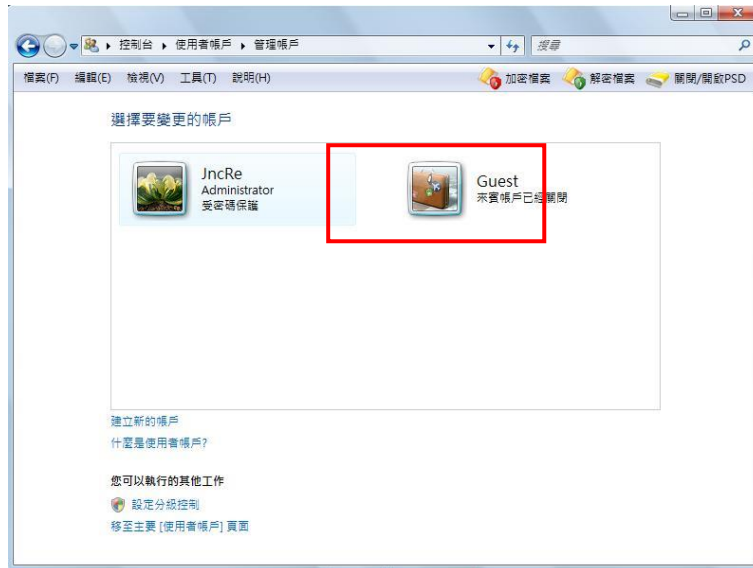 控制台 ▸ 使用者帳戶 ▸ 管理帳戶
搜尋
檔案(F) 編輯(E) 檢視(V) 工具(T) 說明(H)
加密檔案 解密檔案 關閉/開啟PSD
選擇要變更的帳戶
JncRe
Administrator
受密碼保護
Guest
來賓帳戶已經關閉
建立新的帳戶
什麼是使用者帳戶?
您可以執行的其他工作
設定分級控制
移至主要 [使用者帳戶] 頁面